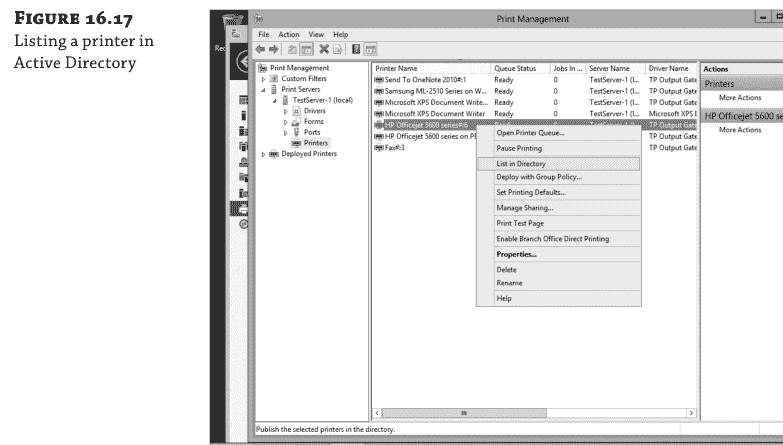 FIGURE 16.17
Listing a printer in
Active Directory
Rec
Print Management
File Action View Help
Print Management
Custom Filters
Print Servers
TestServer-1 (local)
Drivers
Forms
Ports
Printers
Deployed Printers
Printer Name Queue Status Jobs In ... Server Name Driver Name
Send To OneNote 2010#:1 Ready 0 TestServer-1 (L... TP Output Gate
Samsung ML-2510 Series on W... Ready 0 TestServer-1 (L... TP Output Gate
Microsoft XPS Document Write... Ready 0 TestServer-1 (L... TP Output Gate
Microsoft XPS Document Writer Ready 0 TestServer-1 (L... Microsoft XPS
HP Officejet 5600 series#:6 TP Output Gate
HP Officejet 5600 series on TP Output Gate
Fax#:3 TP Output Gate
Open Printer Queue...
Pause Printing
List in Directory
Deploy with Group Policy...
Set Printing Defaults...
Manage Sharing...
Print Test Page
Enable Branch Office Direct Printing
Properties...
Delete
Rename
Help
Actions
Printers
More Actions
HP Officejet 5600 se
More Actions
Publish the selected printers in the directory.